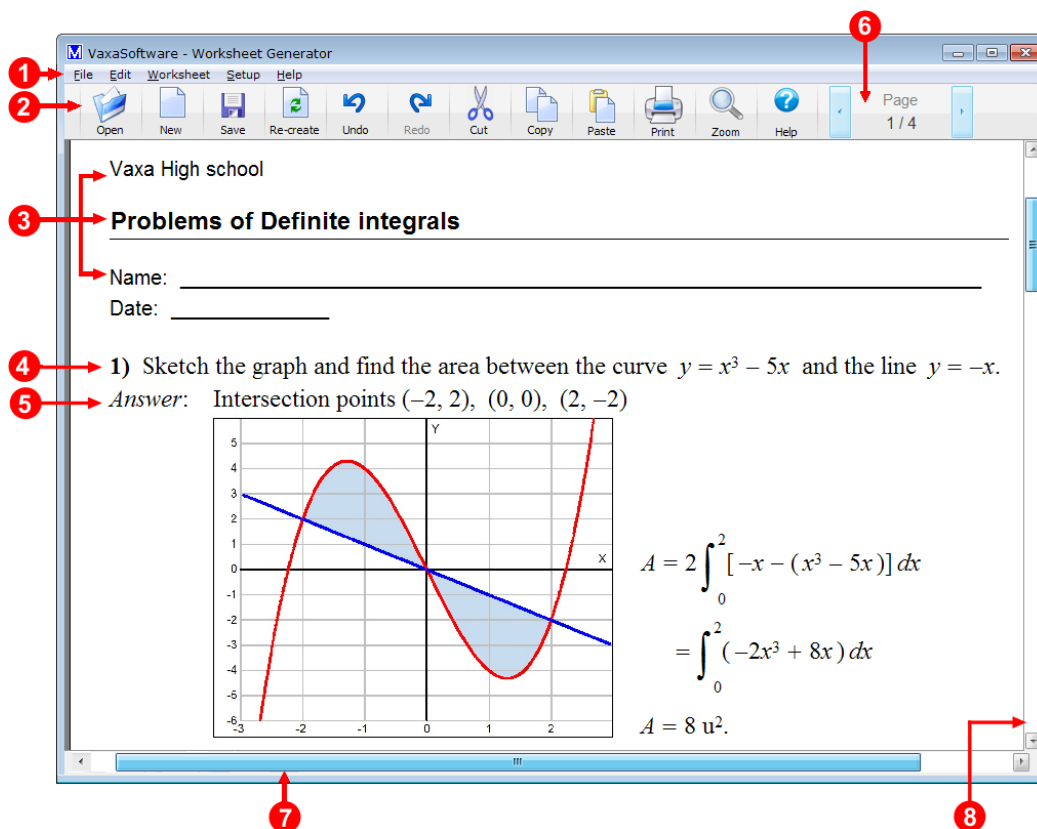 6
VaxaSoftware - Worksheet Generator
1
File Edit Worksheet Setup Help
2
Open New Save Re-create Undo Redo Cut Copy Paste Print Zoom Help
Page
1 / 4
Vaxa High school
3
Problems of Definite integrals
Name:
Date:
4
1) Sketch the graph and find the area between the curve y = x³ – 5x and the line y = –x.
5
Answer: Intersection points (–2, 2), (0, 0), (2, –2)
Y
5
4
3
2
1
0
-1
-2
-3
-4
-5
-6
X
-3 -2 -1 0 1 2
A = 2 ∫₀² [ –x – ( x³ – 5x )] dx
= ∫₀² ( –2x³ + 8x ) dx
A = 8 u².
7
8